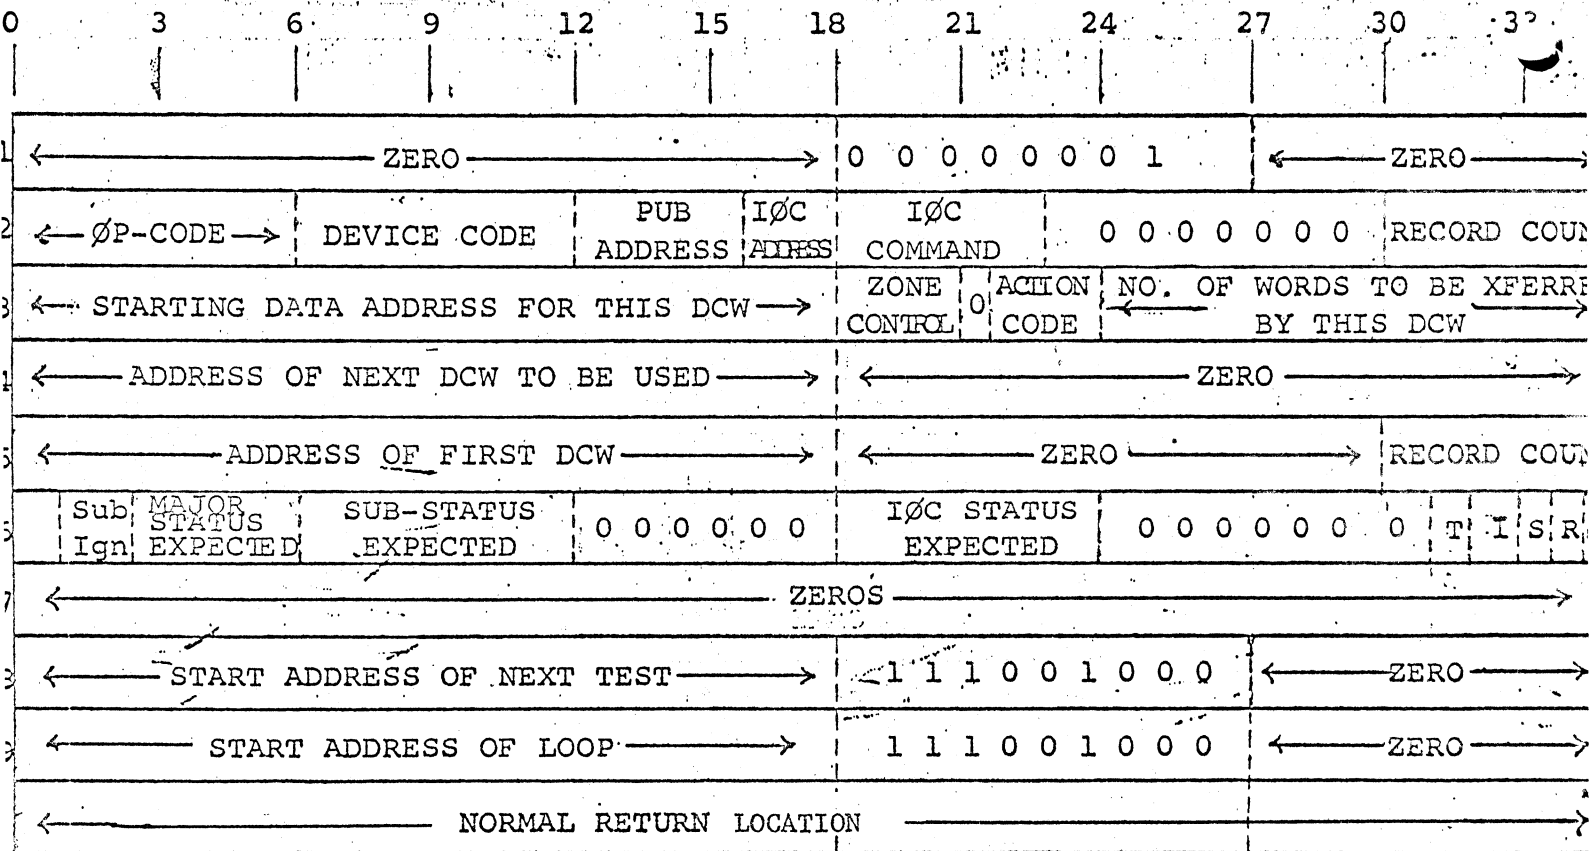 0 3 6 9 12 15 18 21 24 27 30
ZERO 0 0 0 0 0 0 0 1 ZERO
2 ØP-CODE DEVICE CODE PUB ADDRESS IØC ADDRESS IØC COMMAND 0 0 0 0 0 0 0 RECORD COUN
STARTING DATA ADDRESS FOR THIS DCW ZONE CONTROL 0 ACTION CODE NO. OF WORDS TO BE XFERRE BY THIS DCW
ADDRESS OF NEXT DCW TO BE USED ZERO
ADDRESS OF FIRST DCW ZERO RECORD COUN
Sub Ign MAJOR STATUS EXPECTED SUB-STATUS EXPECTED 0 0 0 0 0 0 IØC STATUS EXPECTED 0 0 0 0 0 0 0 T I S R
7 ZEROS
START ADDRESS OF NEXT TEST 1 1 1 0 0 1 0 0 0 ZERO
9 START ADDRESS OF LOOP 1 1 1 0 0 1 0 0 0 ZERO
NORMAL RETURN LOCATION